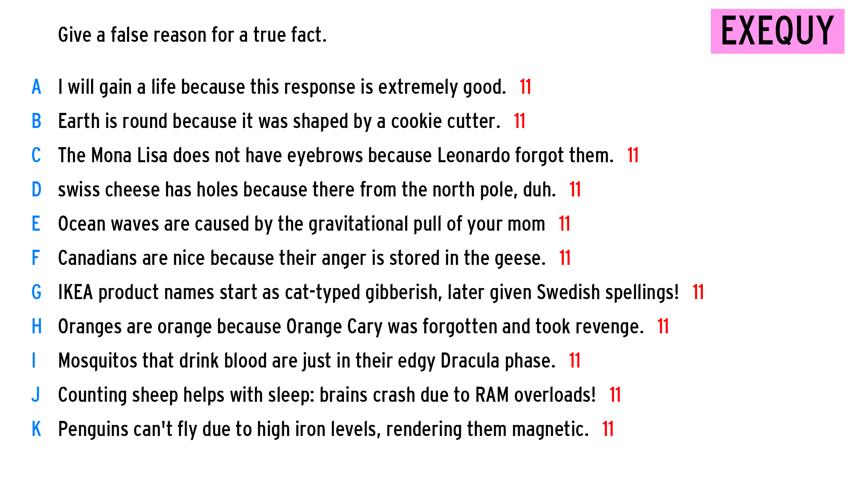 Give a false reason for a true fact.
EXEQUY
A I will gain a life because this response is extremely good. 11
B Earth is round because it was shaped by a cookie cutter. 11
C The Mona Lisa does not have eyebrows because Leonardo forgot them. 11
D swiss cheese has holes because there from the north pole, duh. 11
E Ocean waves are caused by the gravitational pull of your mom 11
F Canadians are nice because their anger is stored in the geese. 11
G IKEA product names start as cat-typed gibberish, later given Swedish spellings! 11
H Oranges are orange because Orange Cary was forgotten and took revenge. 11
I Mosquitos that drink blood are just in their edgy Dracula phase. 11
J Counting sheep helps with sleep: brains crash due to RAM overloads! 11
K Penguins can't fly due to high iron levels, rendering them magnetic. 11